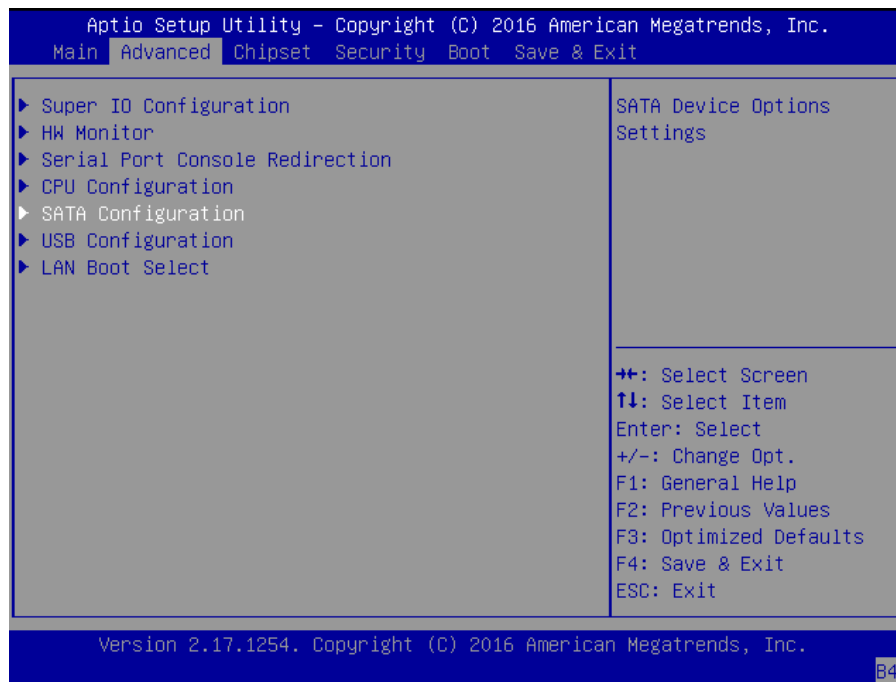 Aptio Setup Utility – Copyright (C) 2016 American Megatrends, Inc.
Main Advanced Chipset Security Boot Save & Exit
▶ Super IO Configuration
▶ HW Monitor
▶ Serial Port Console Redirection
▶ CPU Configuration
▶ SATA Configuration
▶ USB Configuration
▶ LAN Boot Select
SATA Device Options
Settings
→←: Select Screen
↑↓: Select Item
Enter: Select
+/-: Change Opt.
F1: General Help
F2: Previous Values
F3: Optimized Defaults
F4: Save & Exit
ESC: Exit
Version 2.17.1254. Copyright (C) 2016 American Megatrends, Inc.
B4